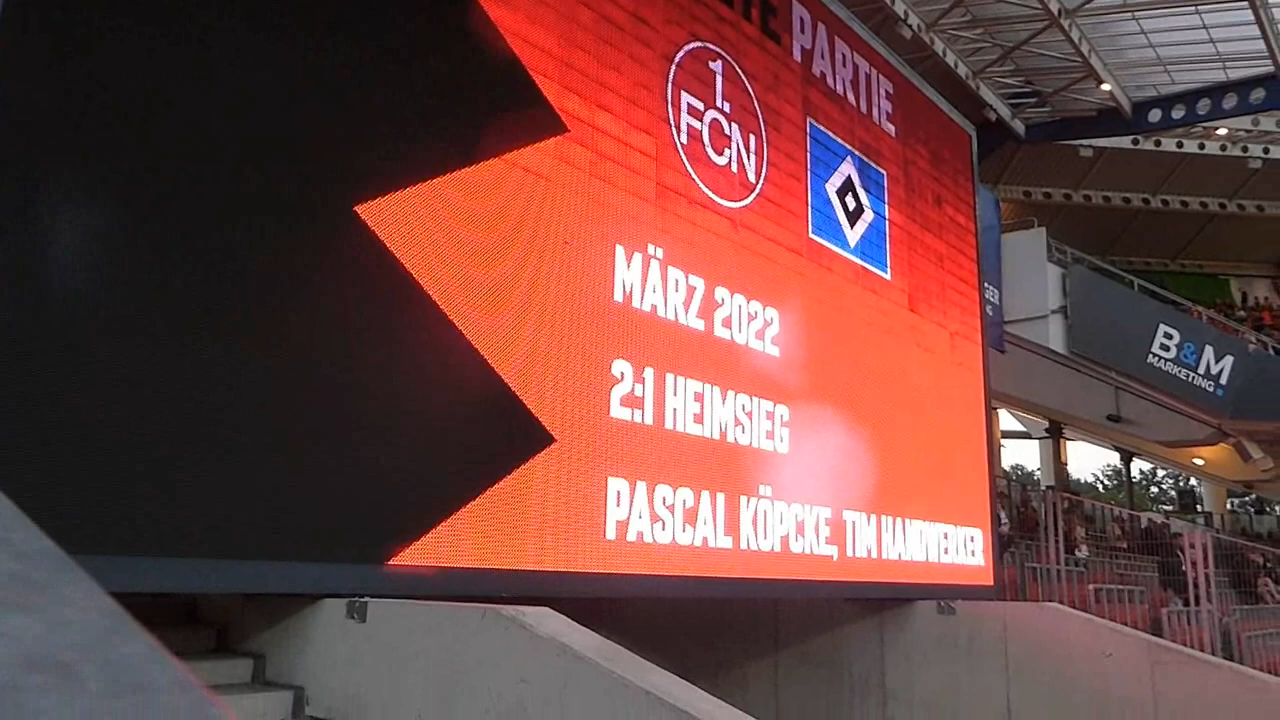 PARTIE
1.
FCN
MÄRZ 2022
2:1 HEIMSIEG
PASCAL KÖPCKE, TIM HANDWERKER
B&M
MARKETING